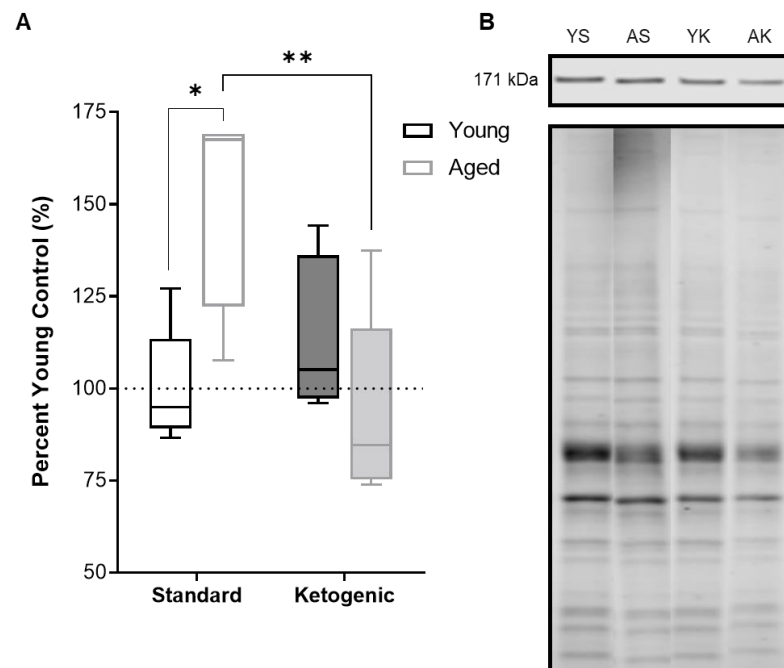 A
B
YS AS YK AK
171 kDa
**
*
Young
Aged
Percent Young Control (%)
175
150
125
100
75
50
Standard Ketogenic